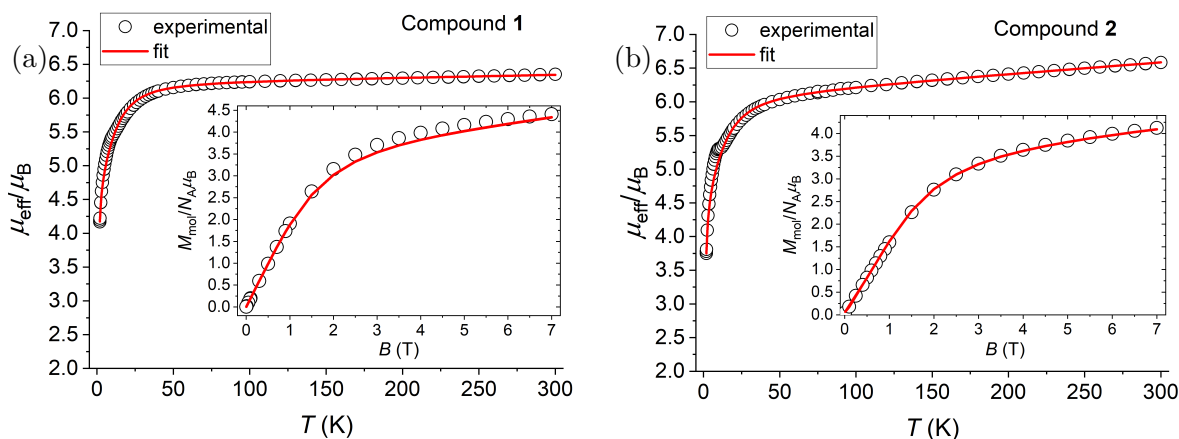 (a)
Compound 1
experimental
fit
7.0
6.5
6.0
5.5
5.0
4.5
4.0
3.5
3.0
2.5
2.0
μeff/μB
0 50 100 150 200 250 300
T (K)
4.5
4.0
3.5
3.0
2.5
2.0
1.5
1.0
0.5
0.0
Mmol/NAμB
0 1 2 3 4 5 6 7
B (T)
(b)
Compound 2
experimental
fit
7.0
6.5
6.0
5.5
5.0
4.5
4.0
3.5
3.0
2.5
2.0
μeff/μB
0 50 100 150 200 250 300
T (K)
4.0
3.5
3.0
2.5
2.0
1.5
1.0
0.5
0.0
Mmol/NAμB
0 1 2 3 4 5 6 7
B (T)